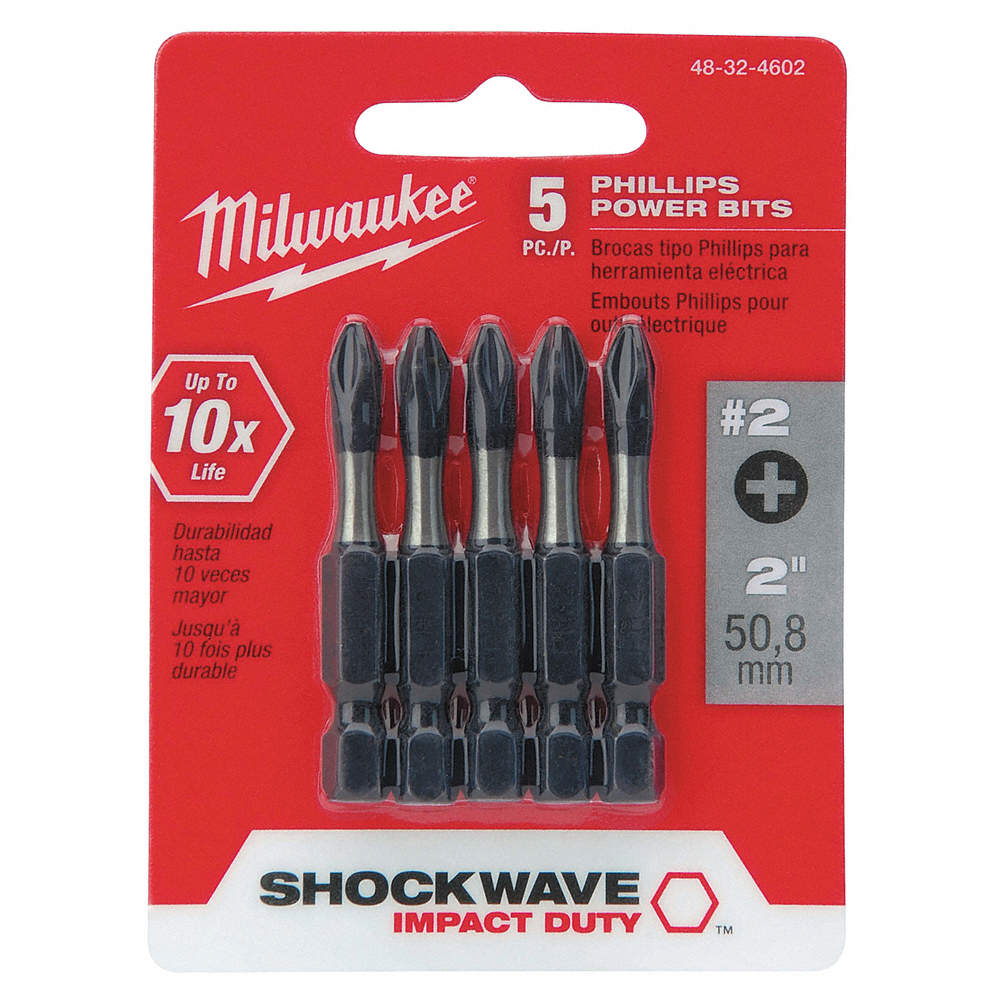 48-32-4602
Milwaukee®
5
PC./P.
PHILLIPS
POWER BITS
Brocas tipo Phillips para
herramienta eléctrica
Embouts Phillips pour
Up To
10x
Life
Durabilidad
hasta
10 veces
mayor
Jusqu'à
10 fois plus
durable
#2
2"
50,8
mm
SHOCKWAVE
IMPACT DUTY
™